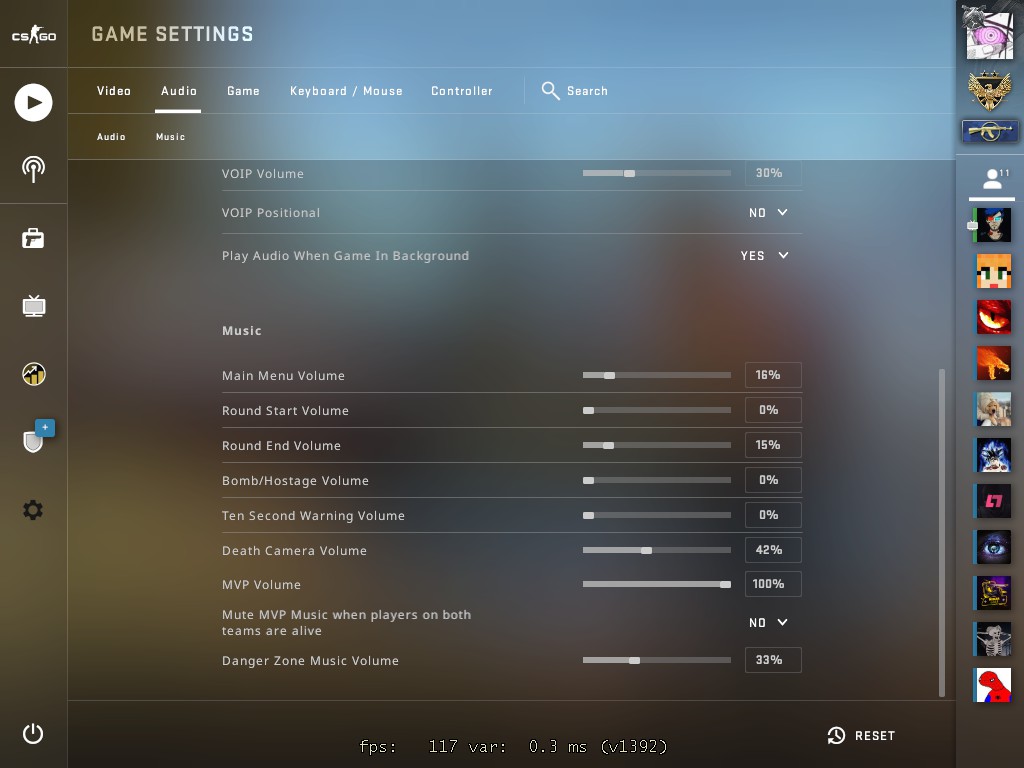 CS GO
GAME SETTINGS
Video Audio Game Keyboard / Mouse Controller Search
Audio Music
11
VOIP Volume 30%
VOIP Positional NO
Play Audio When Game In Background YES
Music
Main Menu Volume 16%
Round Start Volume 0%
Round End Volume 15%
+
Bomb/Hostage Volume 0%
Ten Second Warning Volume 0%
Death Camera Volume 42%
MVP Volume 100%
Mute MVP Music when players on both
teams are alive NO
Danger Zone Music Volume 33%
RESET
fps: 117 var: 0.3 ms (v1392)